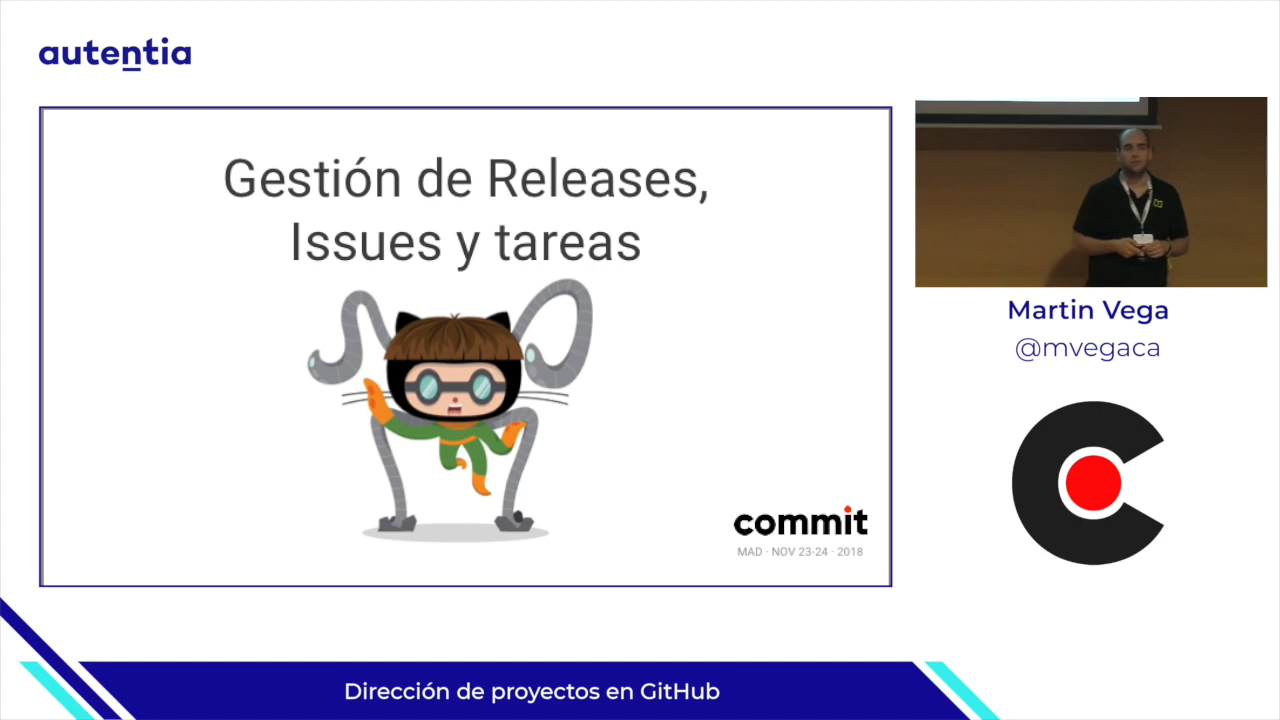 autentia
Gestión de Releases,
Issues y tareas
commit
MAD · NOV 23-24 · 2018
Martin Vega
@mvegaca
Dirección de proyectos en GitHub